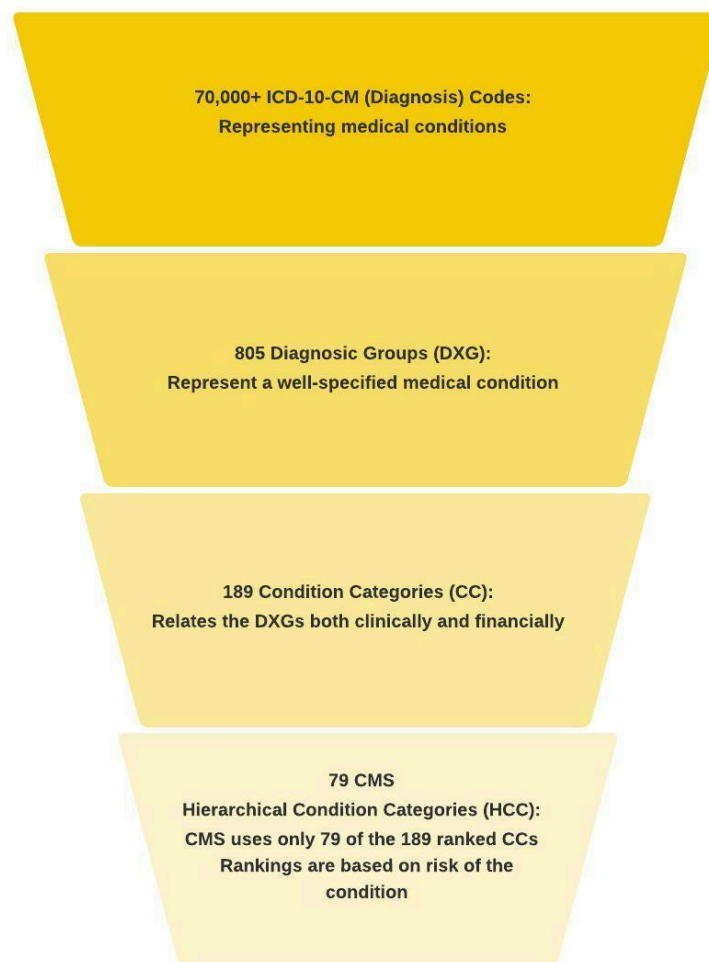 70,000+ ICD-10-CM (Diagnosis) Codes:
Representing medical conditions
805 Diagnostic Groups (DXG):
Represent a well-specified medical condition
189 Condition Categories (CC):
Relates the DXGs both clinically and financially
79 CMS
Hierarchical Condition Categories (HCC):
CMS uses only 79 of the 189 ranked CCs
Rankings are based on risk of the
condition